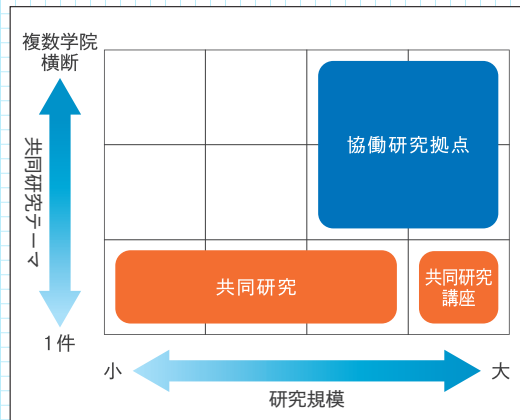 複数学院
横断
共同研究テーマ
1件
協働研究拠点
共同研究
共同研究
講座
小
大
研究規模